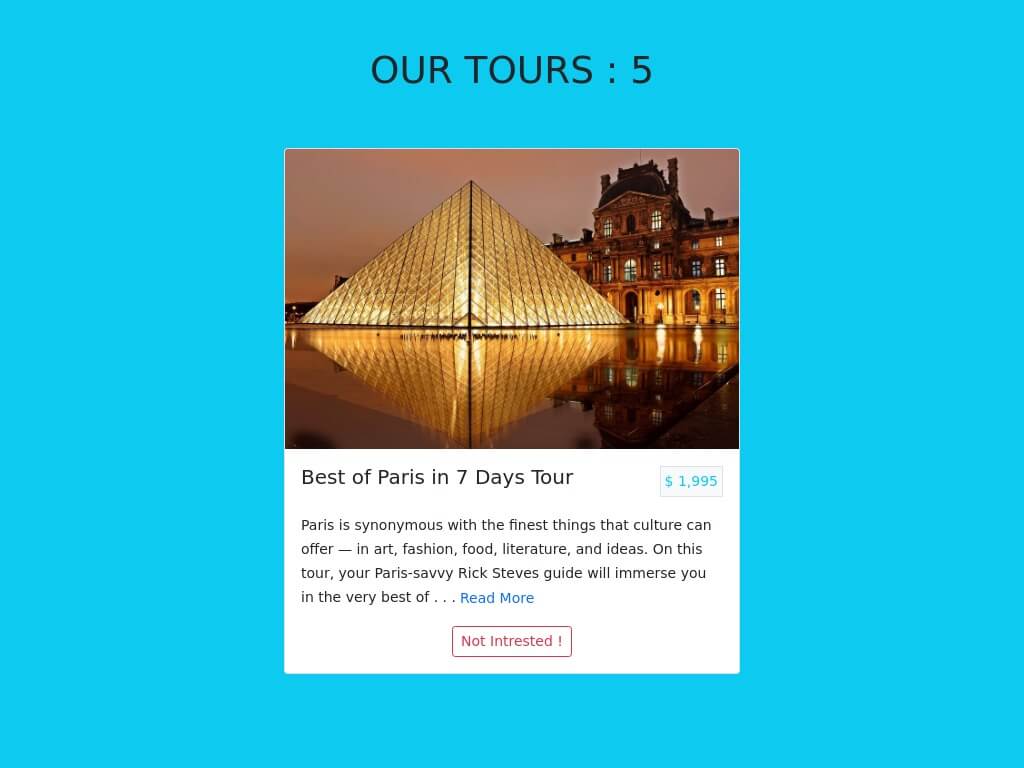 OUR TOURS : 5
Best of Paris in 7 Days Tour
$ 1,995
Paris is synonymous with the finest things that culture can
offer — in art, fashion, food, literature, and ideas. On this
tour, your Paris-savvy Rick Steves guide will immerse you
in the very best of . . . Read More
Not Intrested !